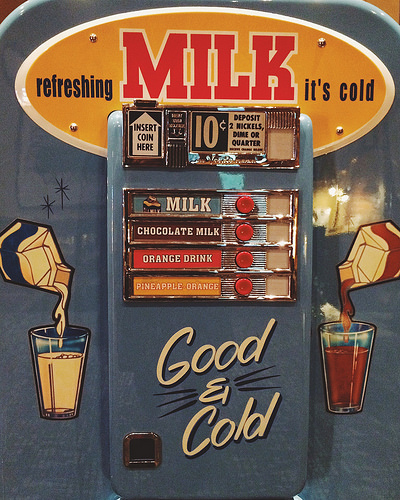 refreshing MILK it's cold
INSERT
COIN
HERE
10¢
DEPOSIT
2 NICKELS,
DIME OR
QUARTER
MILK
CHOCOLATE MILK
ORANGE DRINK
PINEAPPLE-ORANGE
Good
&
Cold